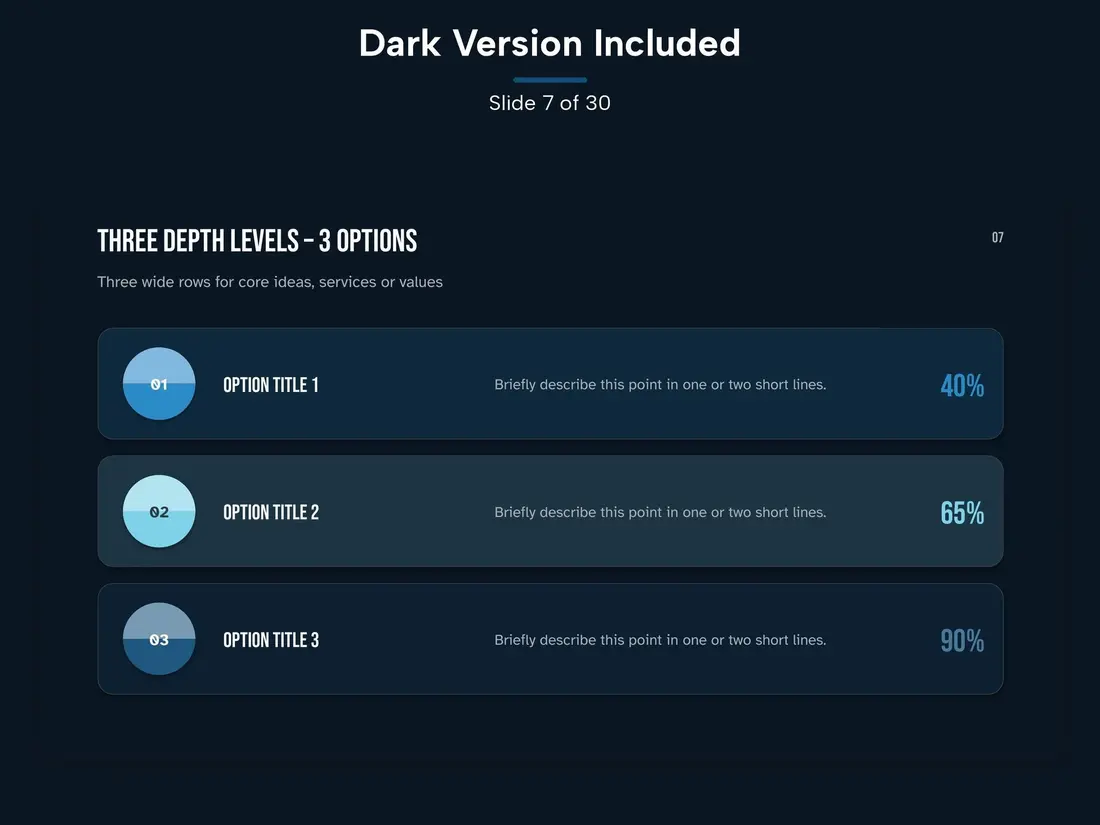 Dark Version Included
Slide 7 of 30
THREE DEPTH LEVELS – 3 OPTIONS
07
Three wide rows for core ideas, services or values
01
OPTION TITLE 1
Briefly describe this point in one or two short lines.
40%
02
OPTION TITLE 2
Briefly describe this point in one or two short lines.
65%
03
OPTION TITLE 3
Briefly describe this point in one or two short lines.
90%